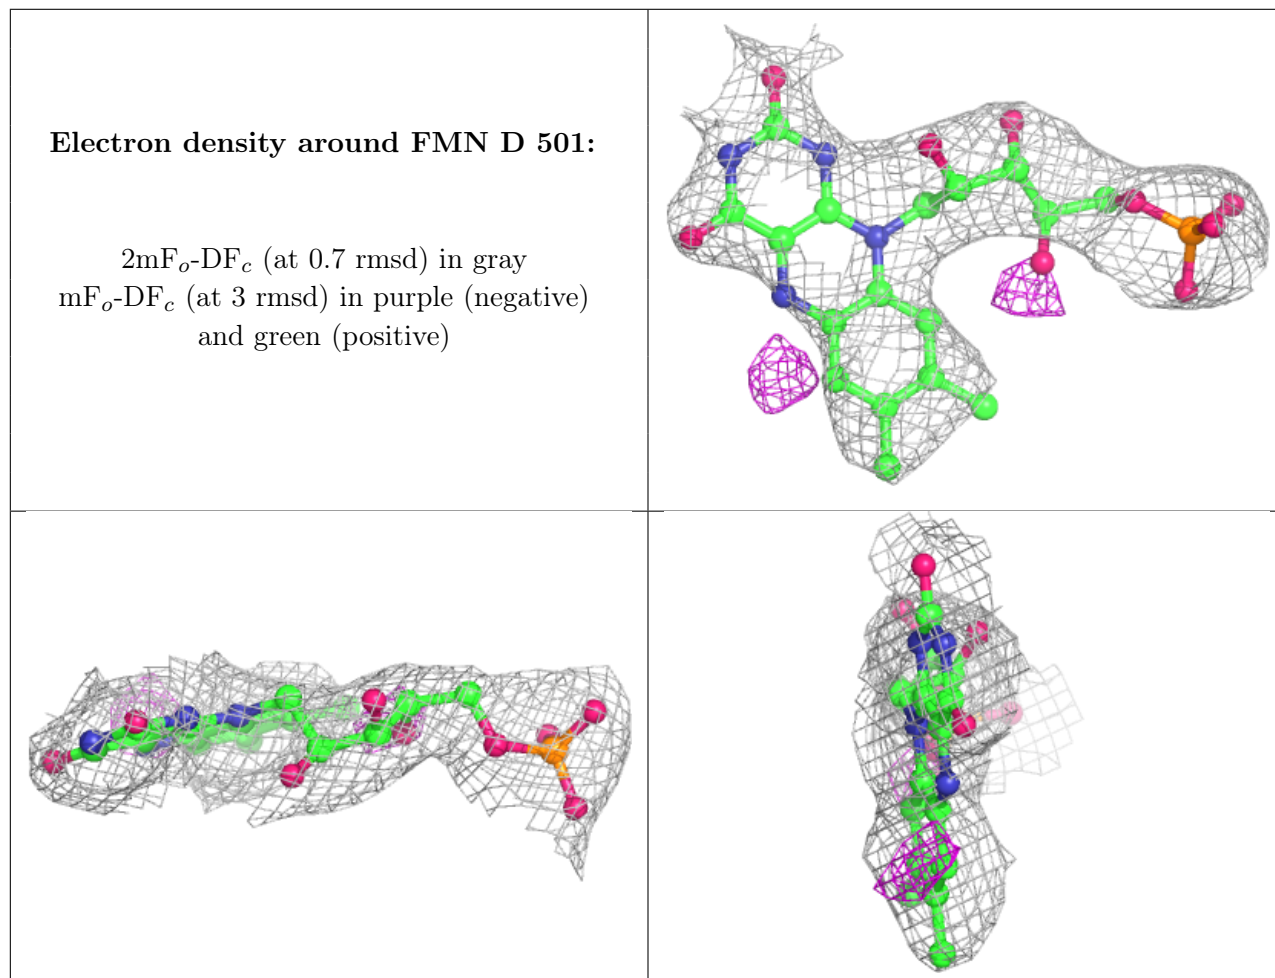 Electron density around FMN D 501:
2mFo-DFc (at 0.7 rmsd) in gray
mFo-DFc (at 3 rmsd) in purple (negative)
and green (positive)